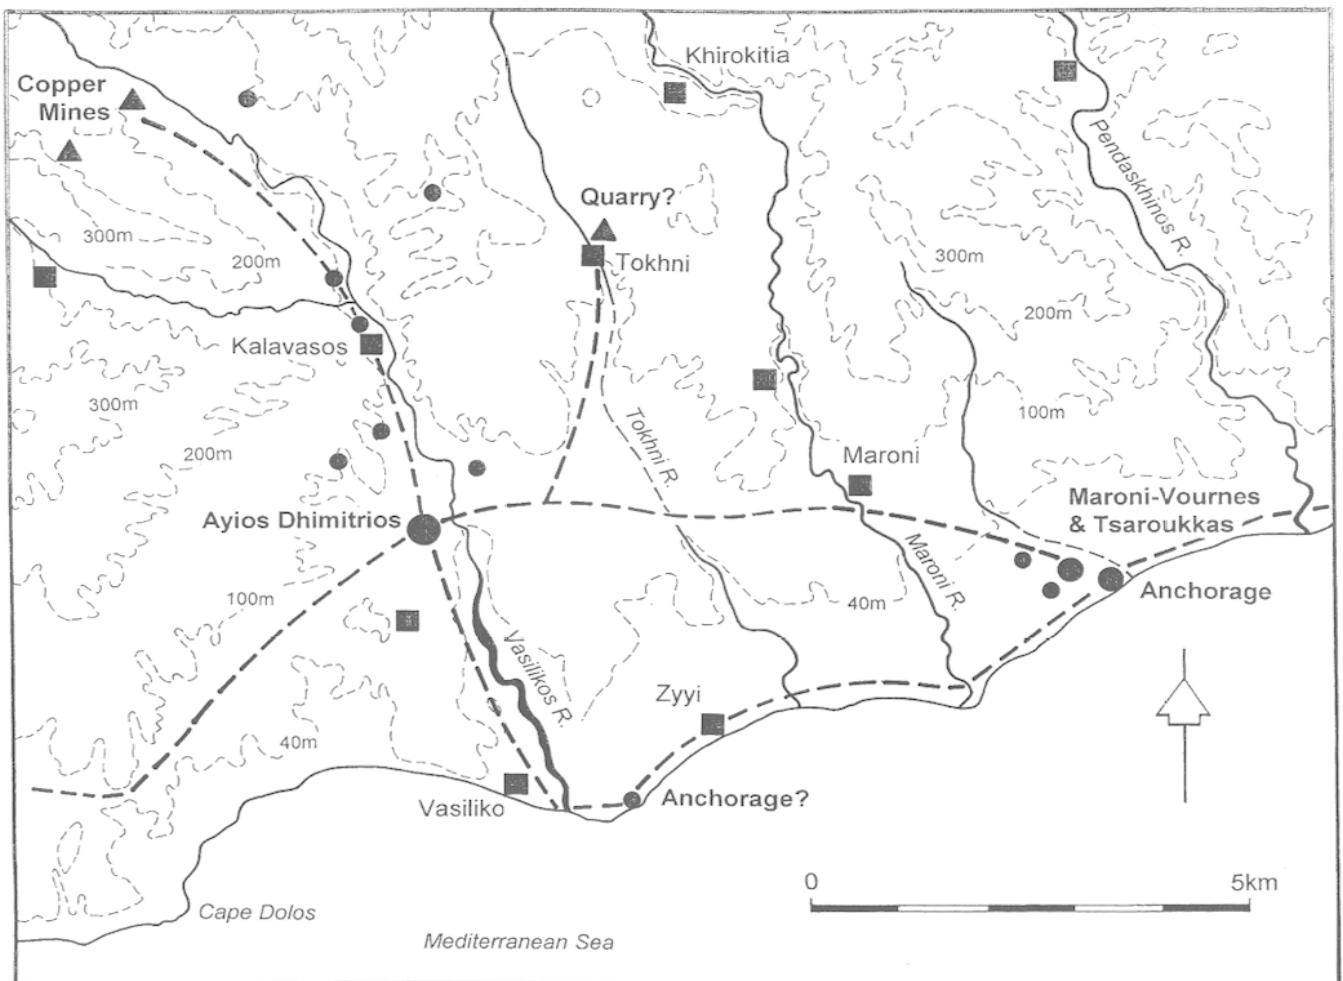 Khirokitia
Copper
Mines
Pendaskhinos R.
Quarry?
300m
200m
Tokhni
300m
200m
Kalavasos
300m
100m
Tokhni R.
200m
Maroni
Maroni-Vournes
& Tsaroukkas
Ayios Dhimitrios
Maroni R.
100m
40m
Anchorage
Vasilikos R.
Zyyi
40m
Vasiliko
Anchorage?
0
5km
Cape Dolos
Mediterranean Sea